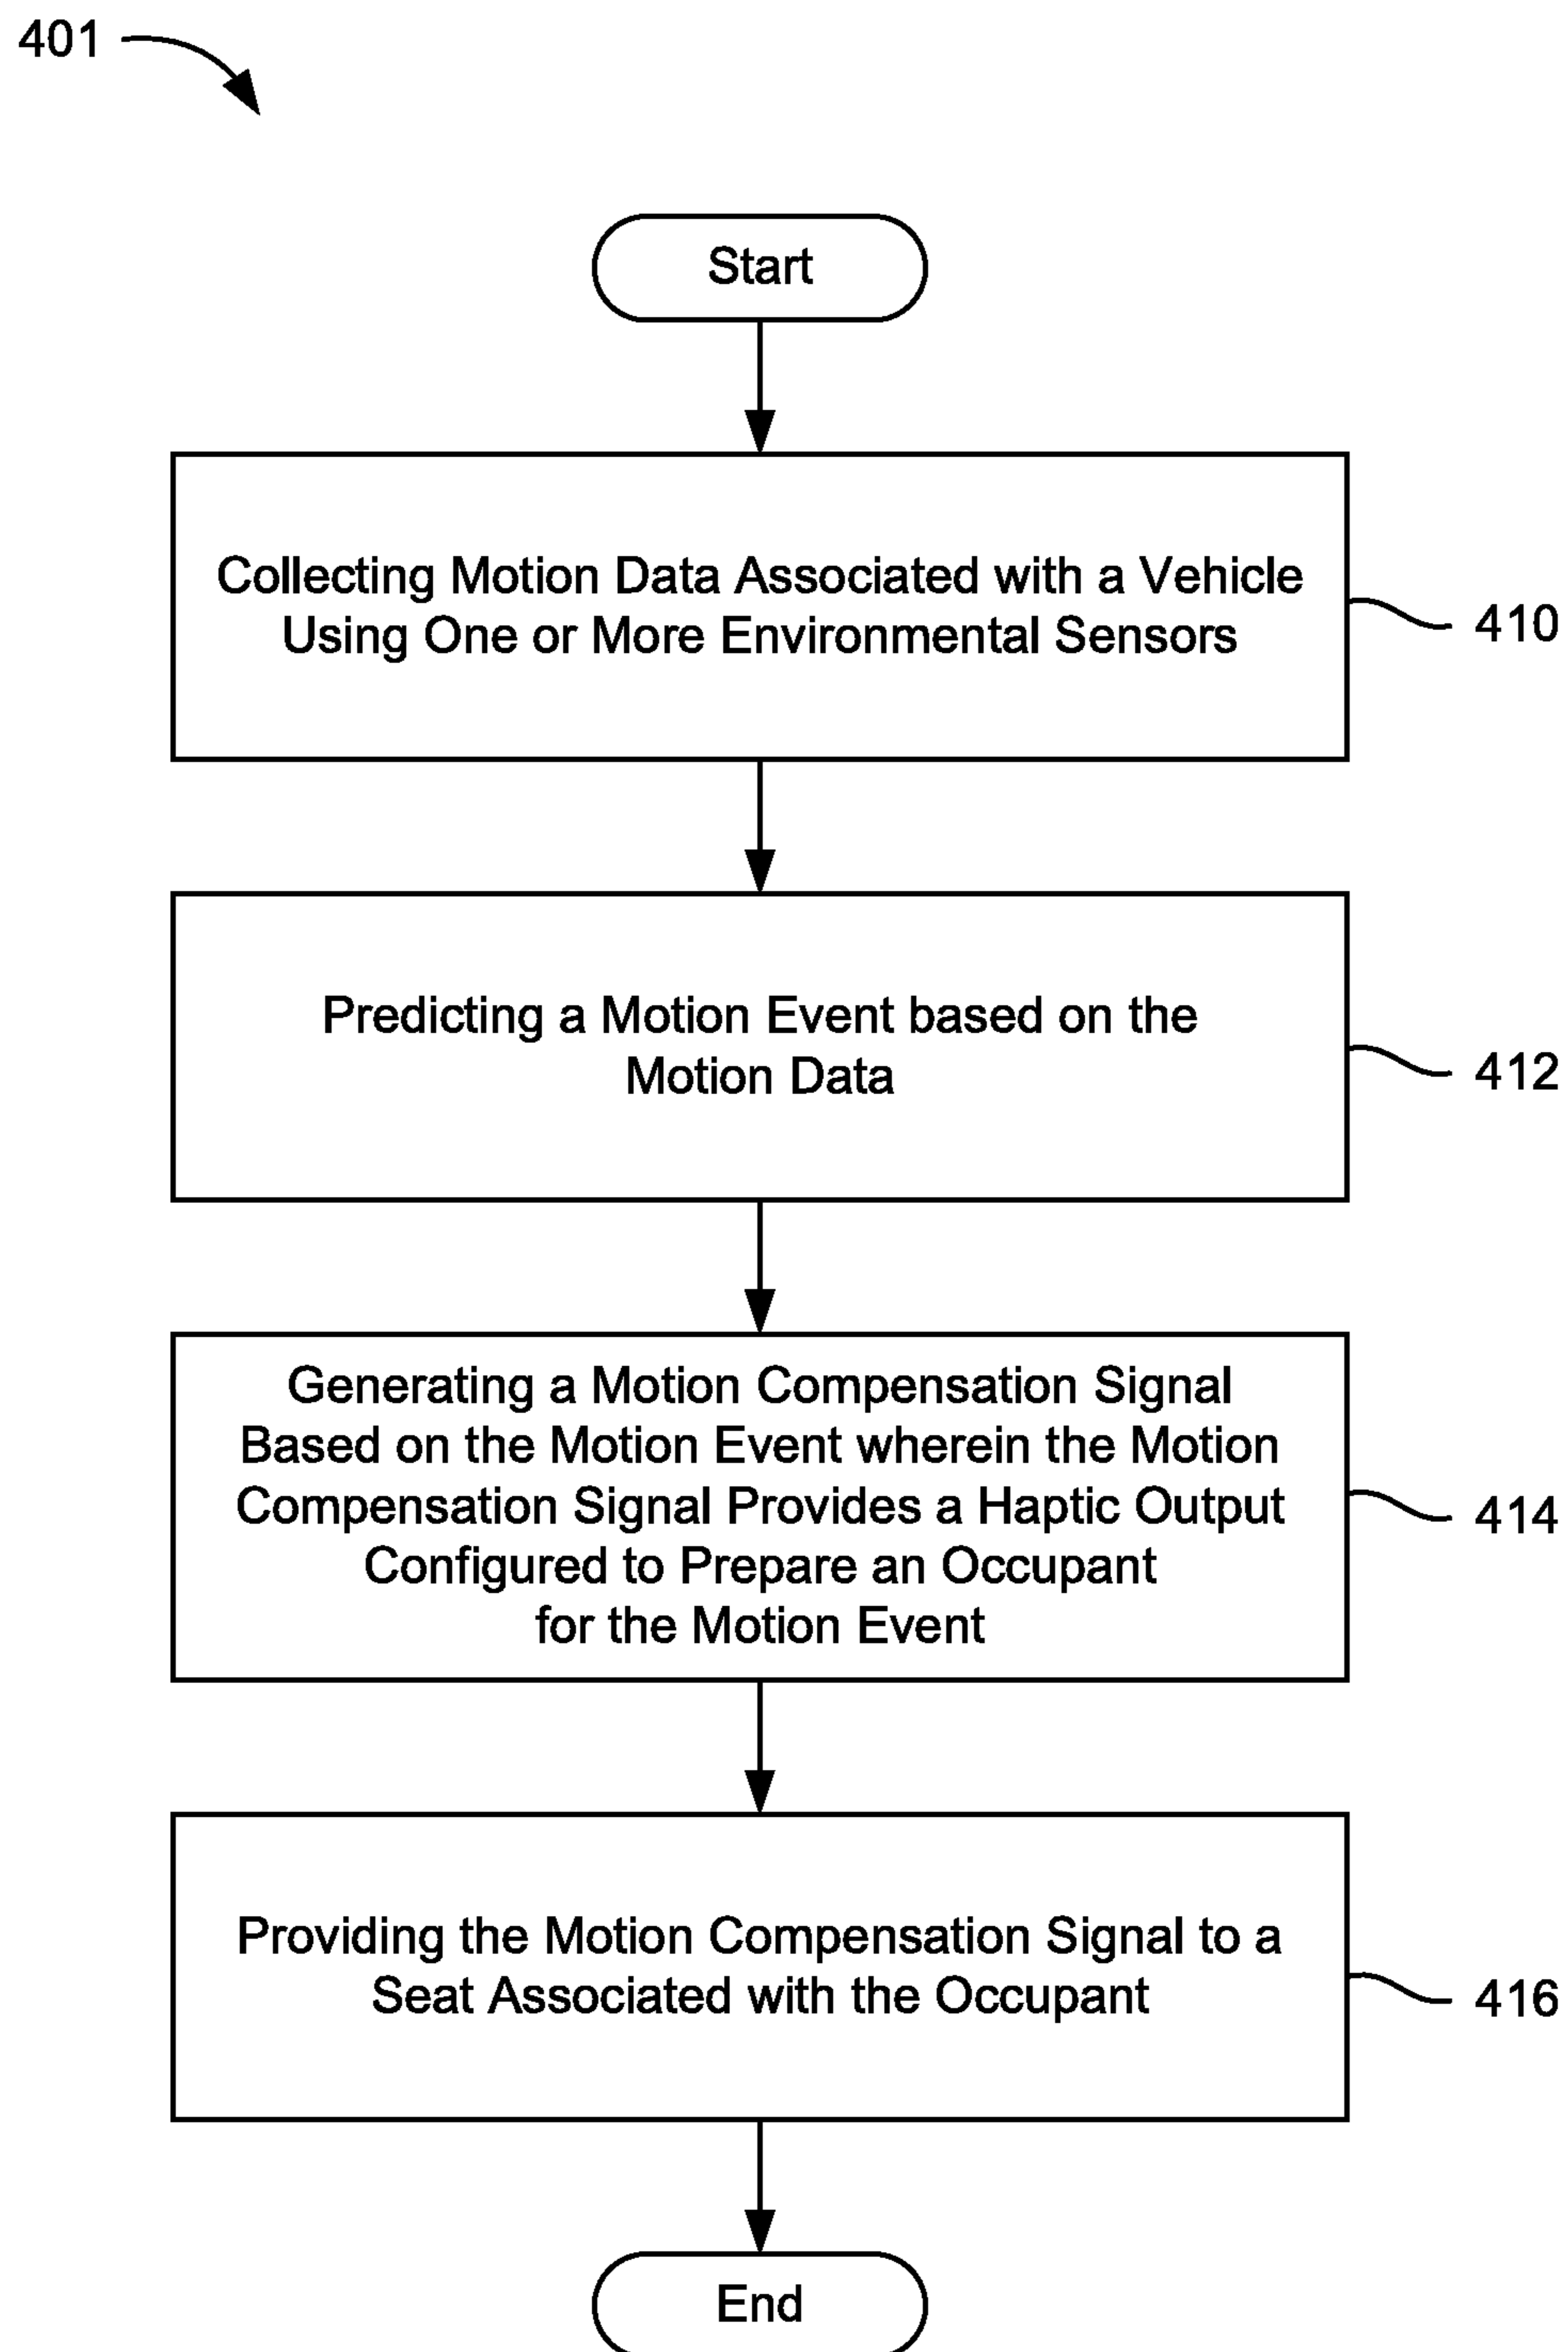 401
Start
Collecting Motion Data Associated with a Vehicle
Using One or More Environmental Sensors
410
Predicting a Motion Event based on the
Motion Data
412
Generating a Motion Compensation Signal
Based on the Motion Event wherein the Motion
Compensation Signal Provides a Haptic Output
Configured to Prepare an Occupant
for the Motion Event
414
Providing the Motion Compensation Signal to a
Seat Associated with the Occupant
416
End